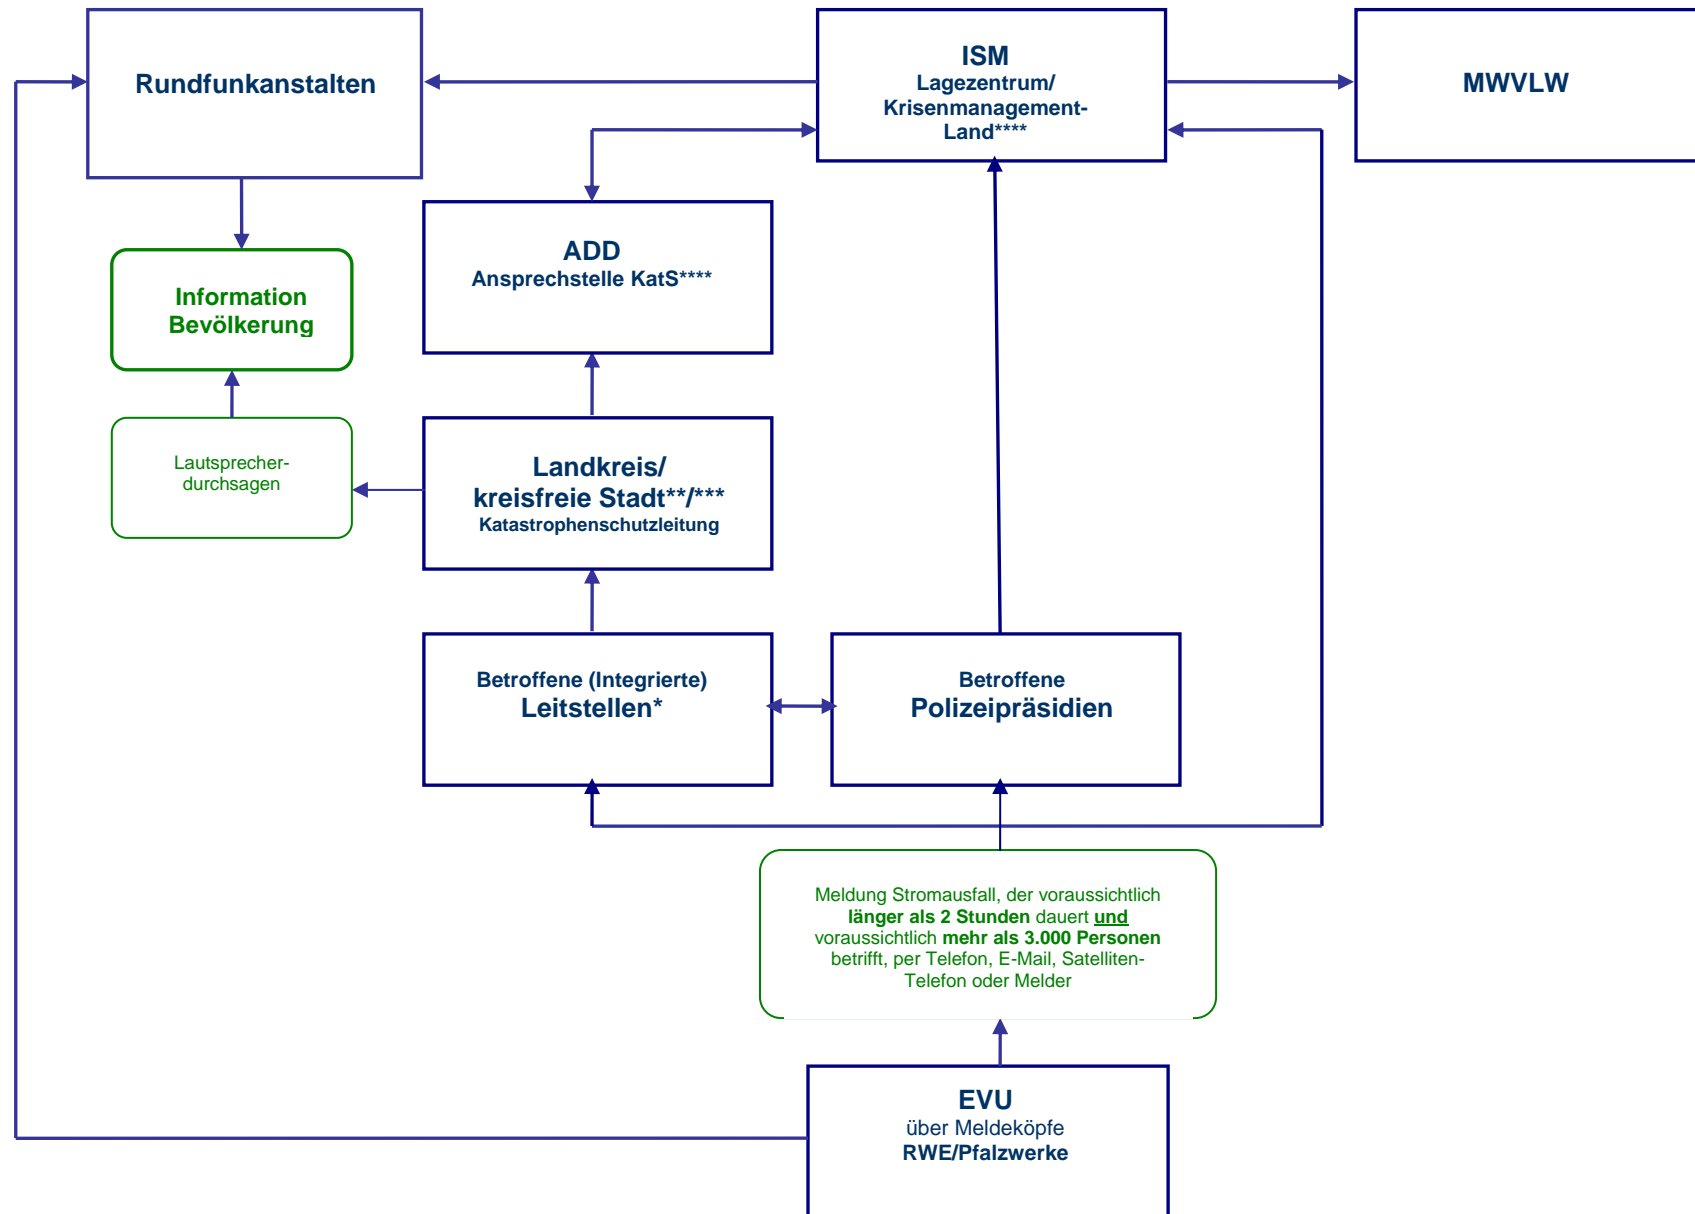 Rundfunkanstalten
ISM
Lagezentrum/
Krisenmanagement-
Land****
MWVLW
ADD
Ansprechstelle KatS****
Information
Bevölkerung
Lautsprecher-
durchsagen
Landkreis/
kreisfreie Stadt**/***
Katastrophenschutzleitung
Betroffene (Integrierte)
Leitstellen*
Betroffene
Polizeipräsidien
Meldung Stromausfall, der voraussichtlich
länger als 2 Stunden dauert und
voraussichtlich mehr als 3.000 Personen
betrifft, per Telefon, E-Mail, Satelliten-
Telefon oder Melder
EVU
über Meldeköpfe
RWE/Pfalzwerke